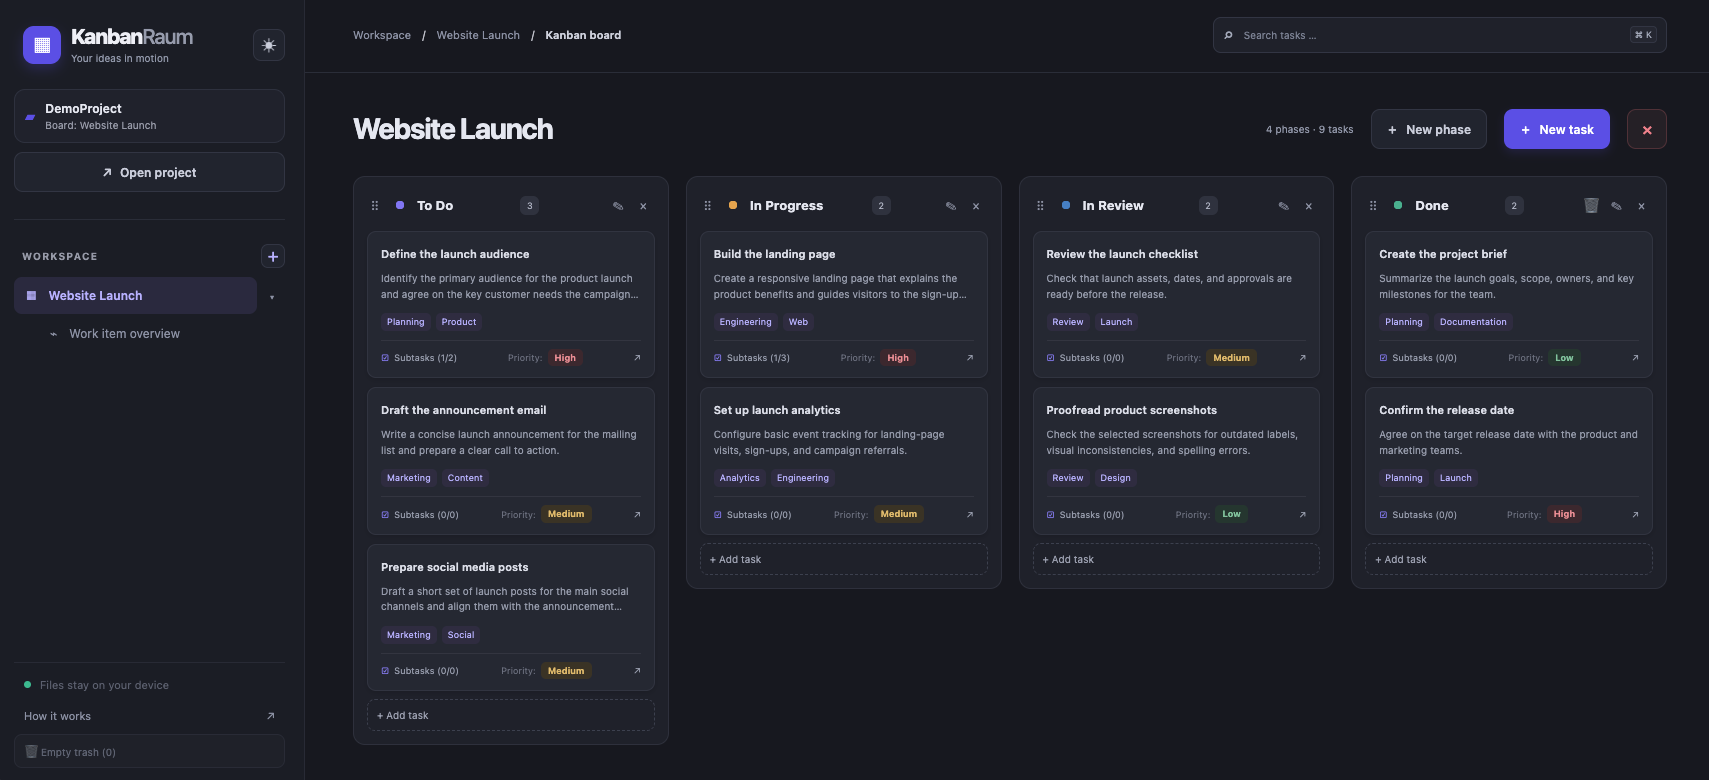 KanbanRaum
Your ideas in motion
DemoProject
Board: Website Launch
Open project
WORKSPACE
Website Launch
Work item overview
Files stay on your device
How it works
Empty trash (0)
Workspace / Website Launch / Kanban board
Search tasks ...
⌘ K
Website Launch
4 phases · 9 tasks
+ New phase
+ New task
To Do
3
Define the launch audience
Identify the primary audience for the product launch
and agree on the key customer needs the campaign...
Planning Product
Subtasks (1/2) Priority: High
Draft the announcement email
Write a concise launch announcement for the mailing
list and prepare a clear call to action.
Marketing Content
Subtasks (0/0) Priority: Medium
Prepare social media posts
Draft a short set of launch posts for the main social
channels and align them with the announcement...
Marketing Social
Subtasks (0/0) Priority: Medium
+ Add task
In Progress
2
Build the landing page
Create a responsive landing page that explains the
product benefits and guides visitors to the sign-up...
Engineering Web
Subtasks (1/3) Priority: High
Set up launch analytics
Configure basic event tracking for landing-page
visits, sign-ups, and campaign referrals.
Analytics Engineering
Subtasks (0/0) Priority: Medium
+ Add task
In Review
2
Review the launch checklist
Check that launch assets, dates, and approvals are
ready before the release.
Review Launch
Subtasks (0/0) Priority: Medium
Proofread product screenshots
Check the selected screenshots for outdated labels,
visual inconsistencies, and spelling errors.
Review Design
Subtasks (0/0) Priority: Low
+ Add task
Done
2
Create the project brief
Summarize the launch goals, scope, owners, and key
milestones for the team.
Planning Documentation
Subtasks (0/0) Priority: Low
Confirm the release date
Agree on the target release date with the product and
marketing teams.
Planning Launch
Subtasks (0/0) Priority: High
+ Add task